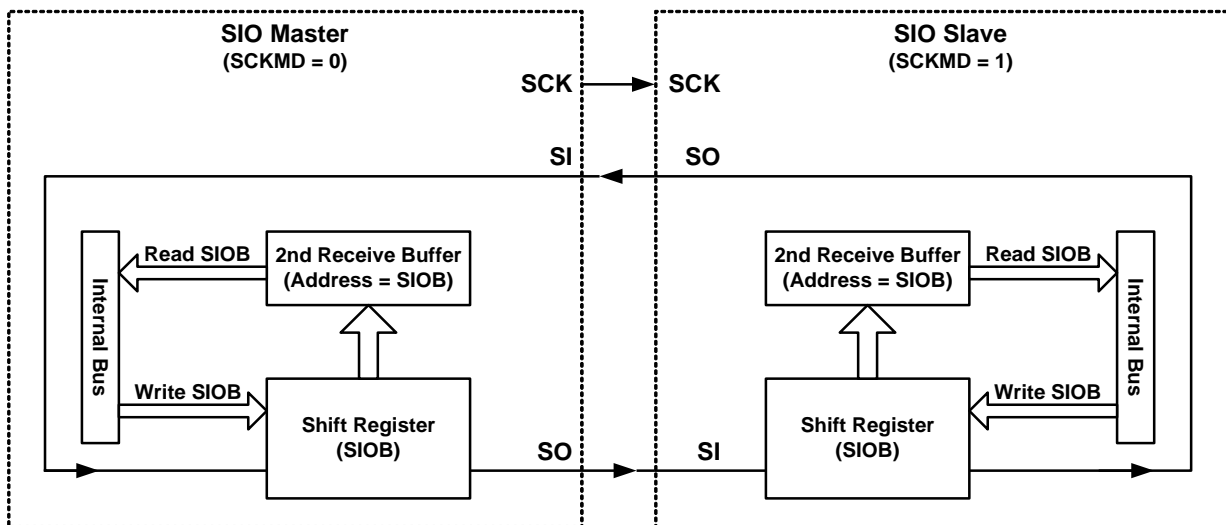 SIO Master
(SCKMD = 0)
SIO Slave
(SCKMD = 1)
SCK
SCK
SI
SO
Read SIOB
2nd Receive Buffer
(Address = SIOB)
Internal Bus
Write SIOB
Shift Register
(SIOB)
SO
2nd Receive Buffer
(Address = SIOB)
Read SIOB
Internal Bus
Write SIOB
Shift Register
(SIOB)
SI